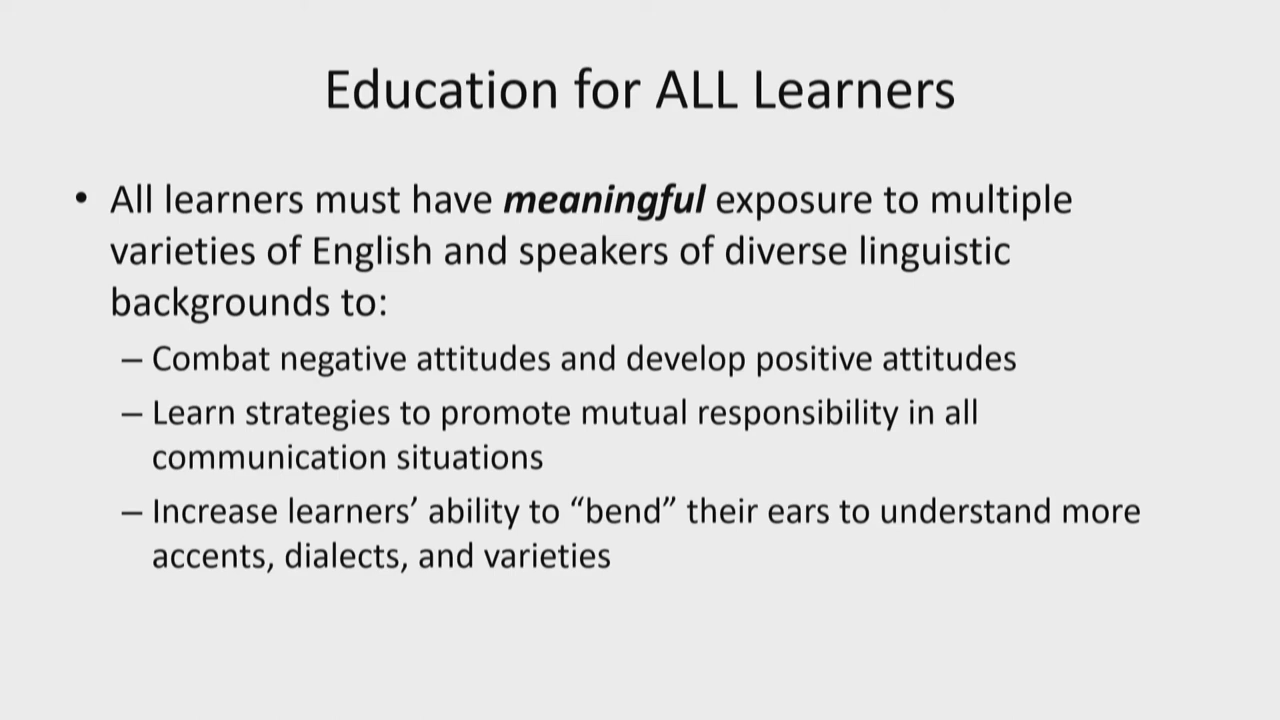 Education for ALL Learners
• All learners must have meaningful exposure to multiple
varieties of English and speakers of diverse linguistic
backgrounds to:
– Combat negative attitudes and develop positive attitudes
– Learn strategies to promote mutual responsibility in all
communication situations
– Increase learners’ ability to “bend” their ears to understand more
accents, dialects, and varieties